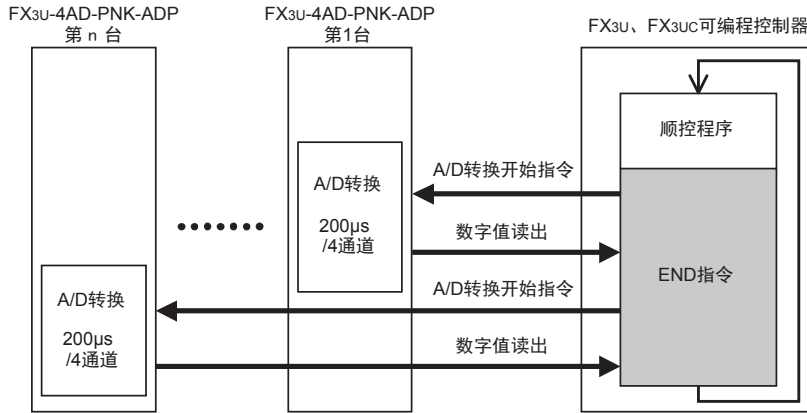 FX3U-4AD-PNK-ADP
第 n 台
FX3U-4AD-PNK-ADP
第1台
FX3U、FX3UC可编程控制器
顺控程序
A/D转换开始指令
A/D转换
200μs
/4通道
数字值读出
END指令
A/D转换开始指令
A/D转换
200μs
/4通道
数字值读出